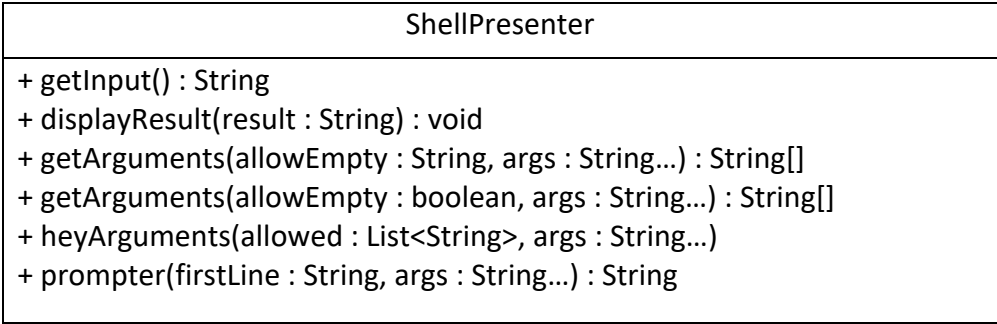 ShellPresenter
+ getInput() : String
+ displayResult(result : String) : void
+ getArguments(allowEmpty : String, args : String…) : String[]
+ getArguments(allowEmpty : boolean, args : String…) : String[]
+ heyArguments(allowed : List<String>, args : String…)
+ prompter(firstLine : String, args : String…) : String